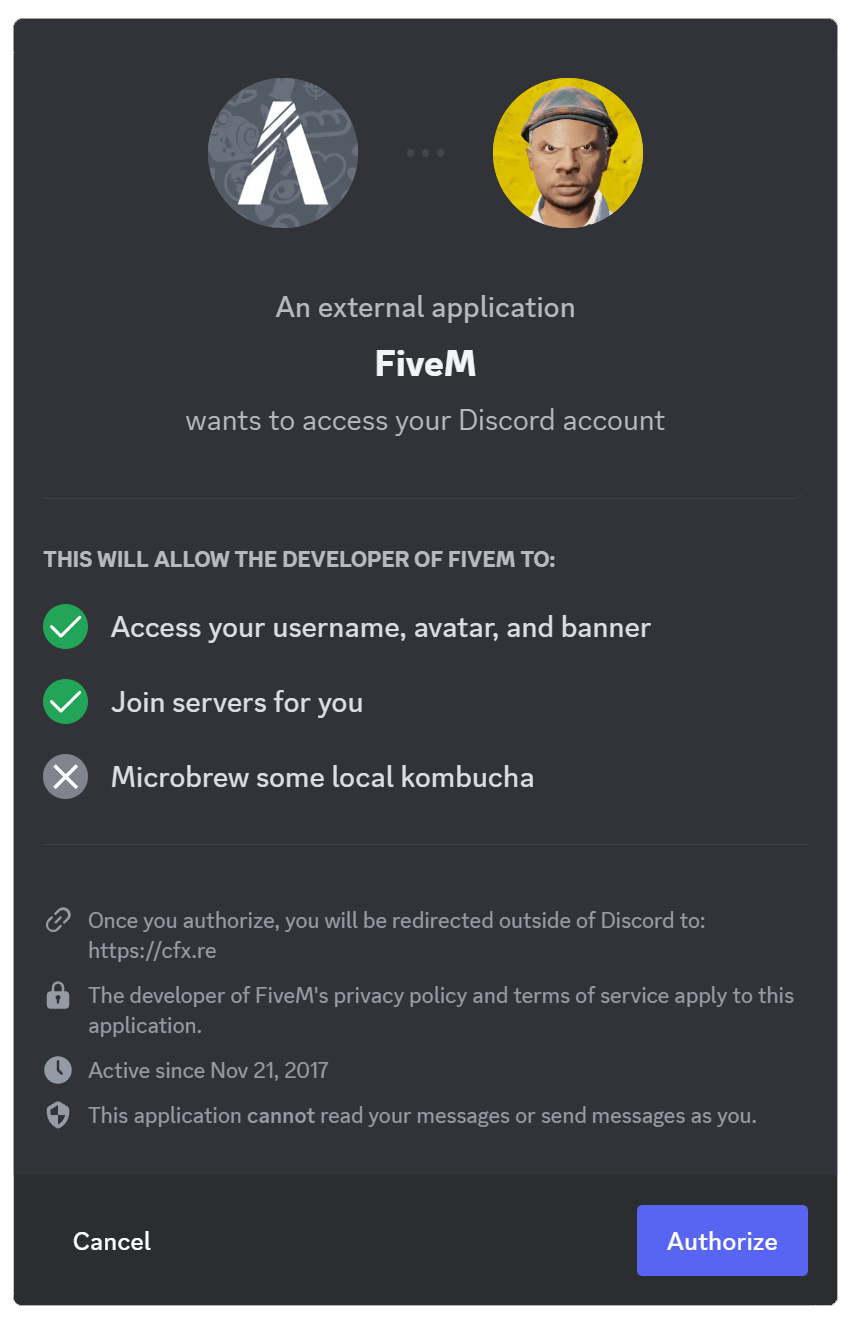 An external application
FiveM
wants to access your Discord account
THIS WILL ALLOW THE DEVELOPER OF FIVEM TO:
Access your username, avatar, and banner
Join servers for you
Microbrew some local kombucha
Once you authorize, you will be redirected outside of Discord to:
https://cfx.re
The developer of FiveM's privacy policy and terms of service apply to this
application.
Active since Nov 21, 2017
This application cannot read your messages or send messages as you.
Cancel
Authorize